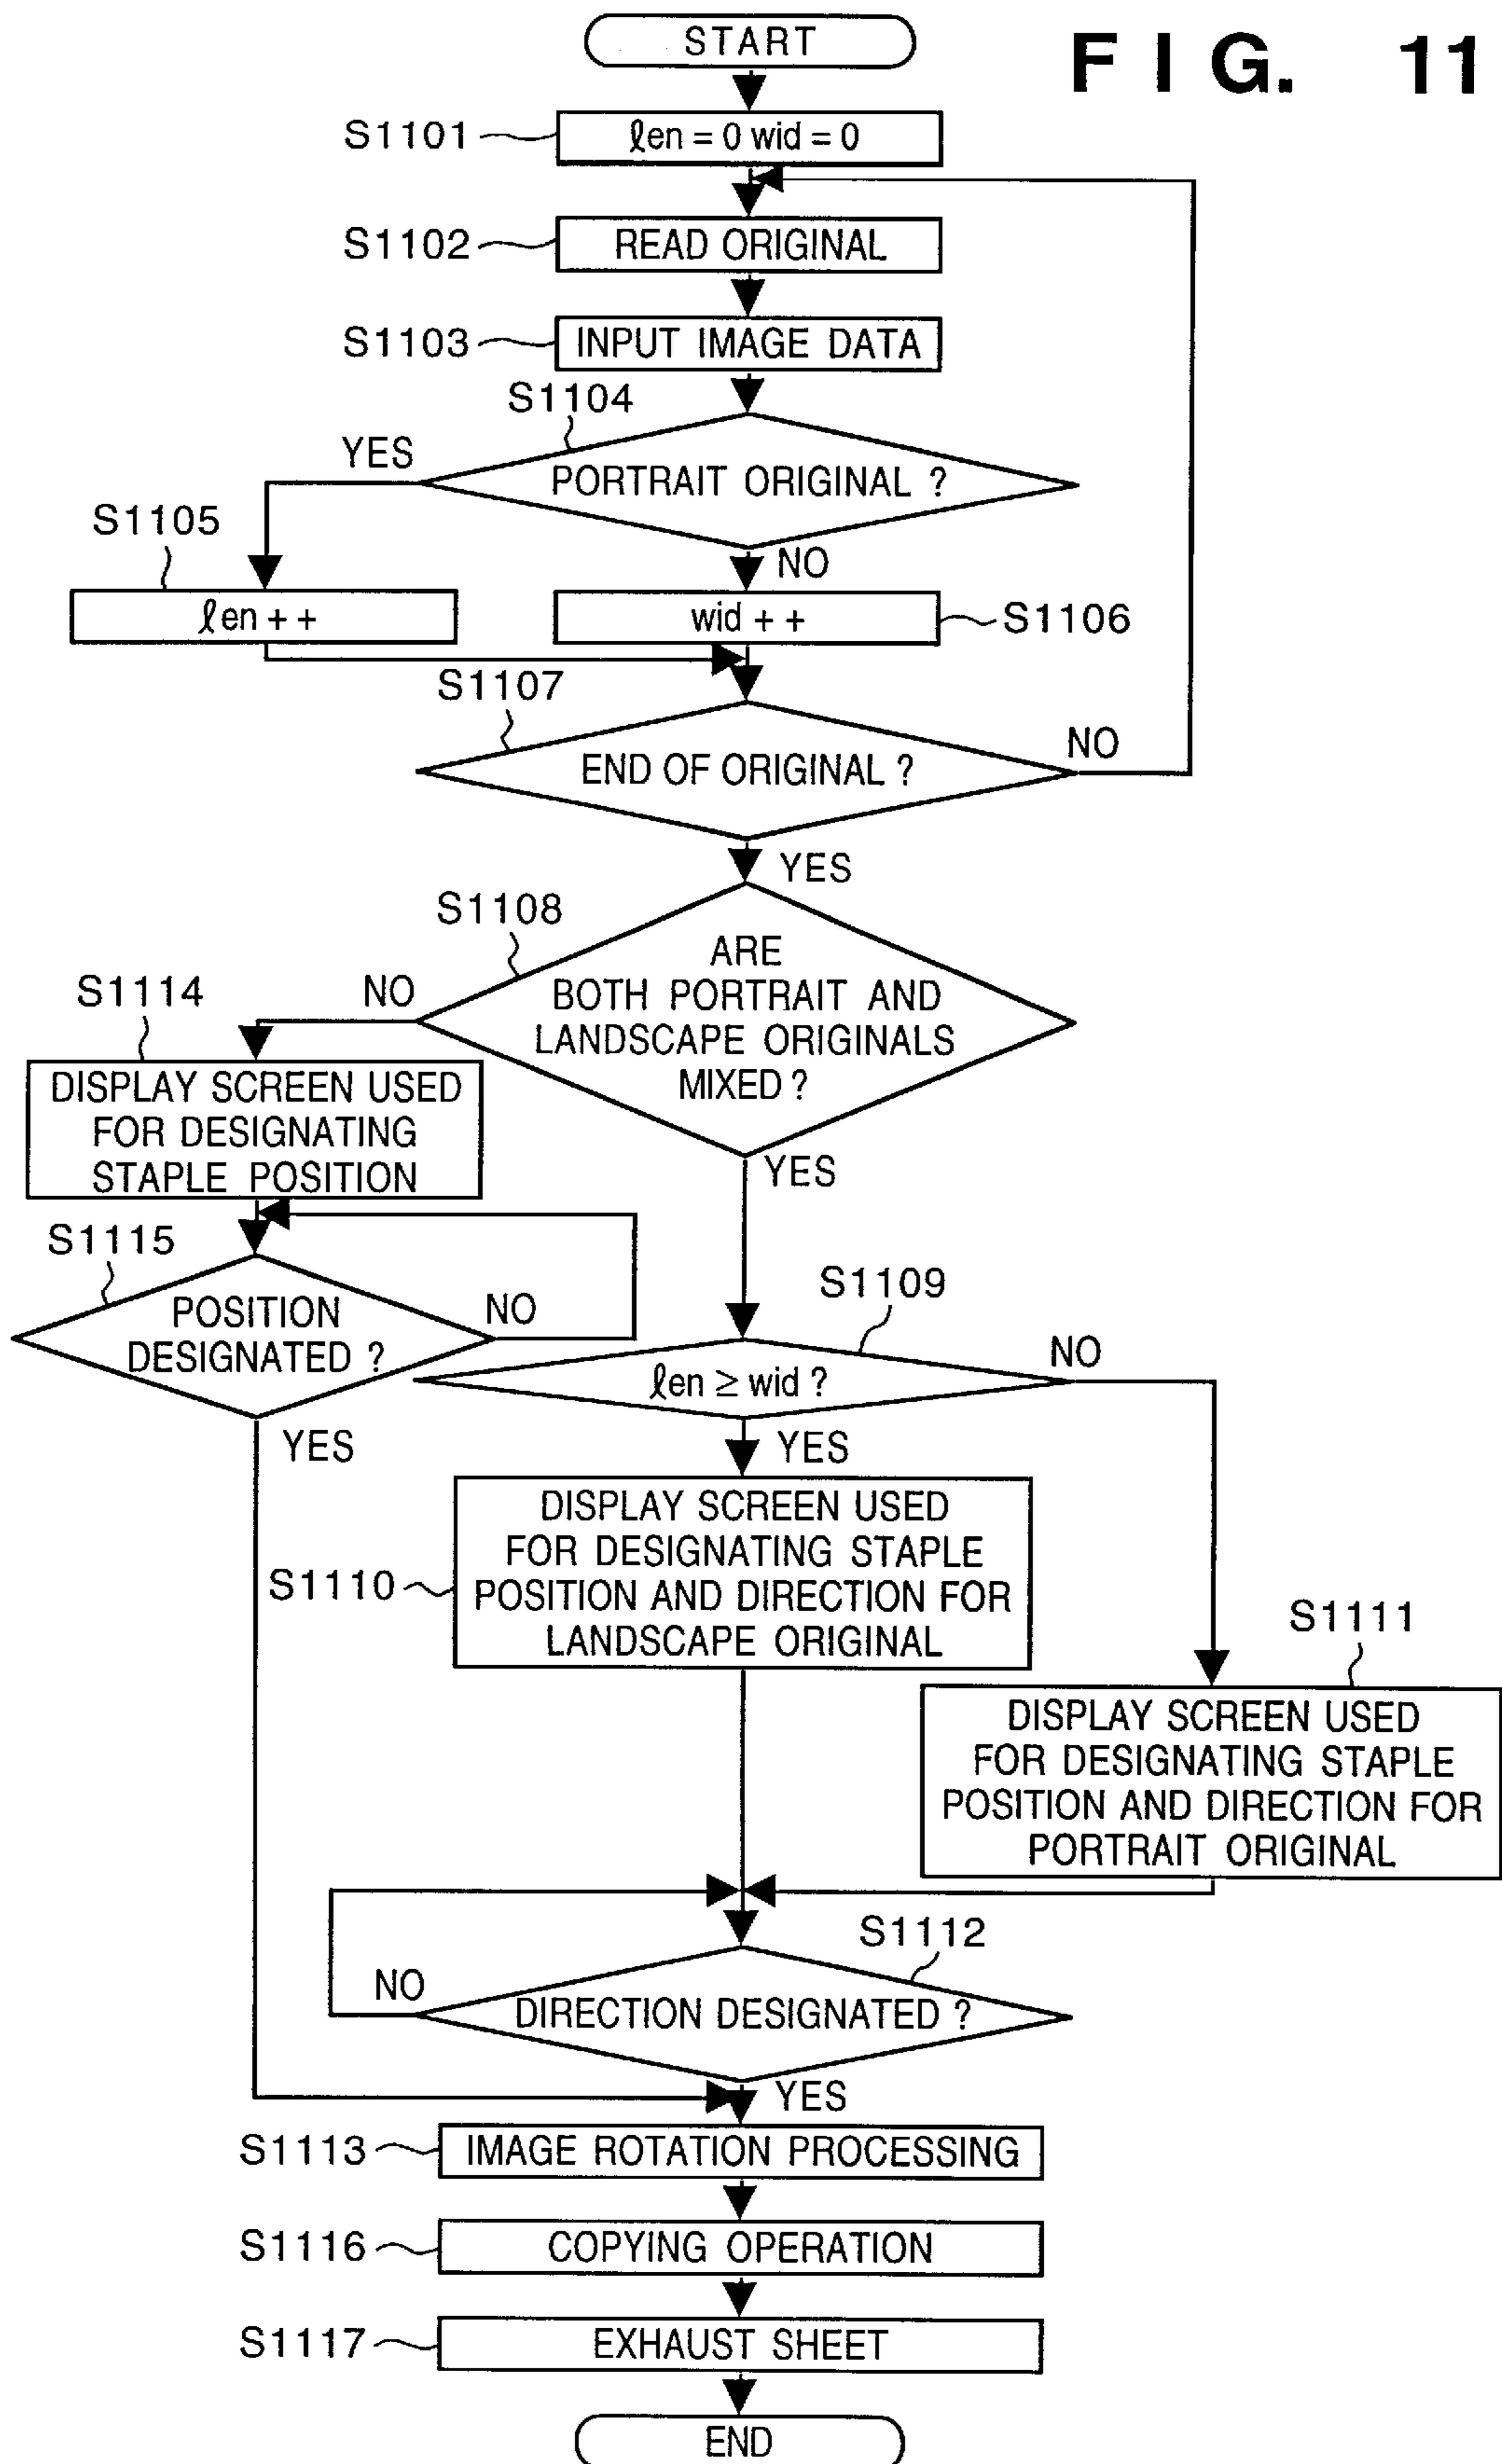 START
FIG. 11
S1101
ℓen = 0 wid = 0
S1102
READ ORIGINAL
S1103
INPUT IMAGE DATA
S1104
YES
PORTRAIT ORIGINAL ?
S1105
NO
ℓen + +
wid + +
S1106
S1107
NO
END OF ORIGINAL ?
YES
S1108
ARE
BOTH PORTRAIT AND
LANDSCAPE ORIGINALS
MIXED ?
NO
S1114
DISPLAY SCREEN USED
FOR DESIGNATING
STAPLE POSITION
YES
S1115
POSITION
DESIGNATED ?
NO
S1109
NO
ℓen ≥ wid ?
YES
YES
DISPLAY SCREEN USED
FOR DESIGNATING STAPLE
POSITION AND DIRECTION FOR
LANDSCAPE ORIGINAL
S1110
S1111
DISPLAY SCREEN USED
FOR DESIGNATING STAPLE
POSITION AND DIRECTION FOR
PORTRAIT ORIGINAL
S1112
NO
DIRECTION DESIGNATED ?
YES
S1113
IMAGE ROTATION PROCESSING
S1116
COPYING OPERATION
S1117
EXHAUST SHEET
END